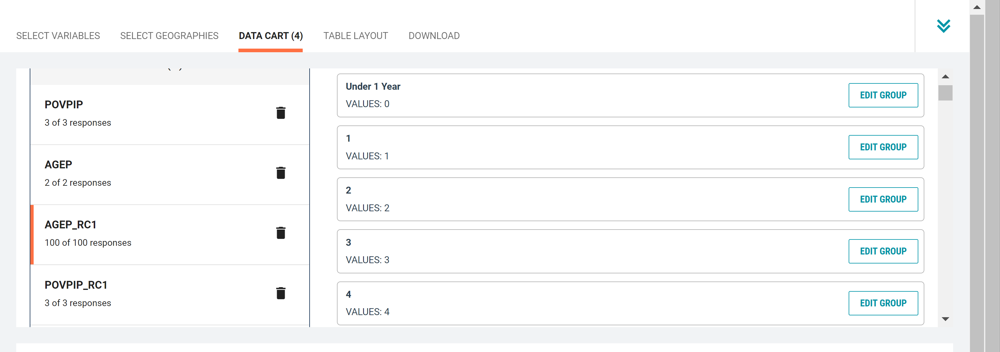 SELECT VARIABLES SELECT GEOGRAPHIES DATA CART (4) TABLE LAYOUT DOWNLOAD
POVPIP
3 of 3 responses
AGEP
2 of 2 responses
AGEP_RC1
100 of 100 responses
POVPIP_RC1
3 of 3 responses
Under 1 Year
VALUES: 0
EDIT GROUP
1
VALUES: 1
EDIT GROUP
2
VALUES: 2
EDIT GROUP
3
VALUES: 3
EDIT GROUP
4
VALUES: 4
EDIT GROUP